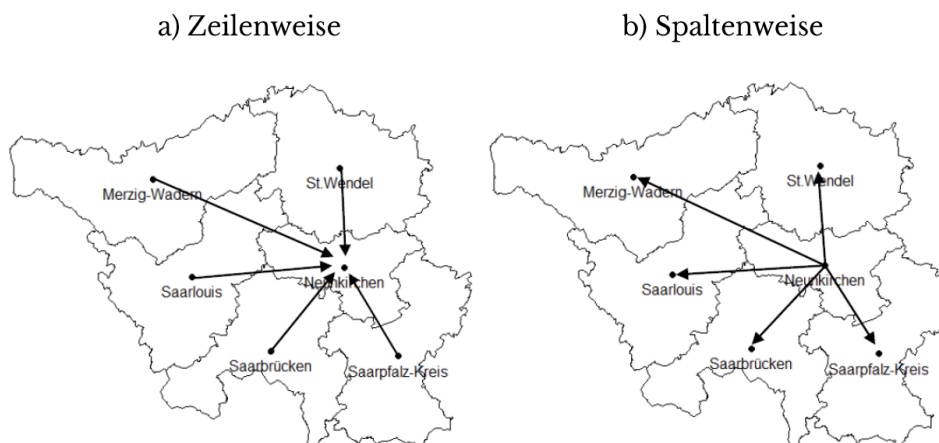 a) Zeilenweise
b) Spaltenweise
Merzig-Wadern
St.Wendel
Neunkirchen
Saarlouis
Saarbrücken
Saarpfalz-Kreis
Merzig-Wadern
St.Wendel
Neunkirchen
Saarlouis
Saarbrücken
Saarpfalz-Kreis